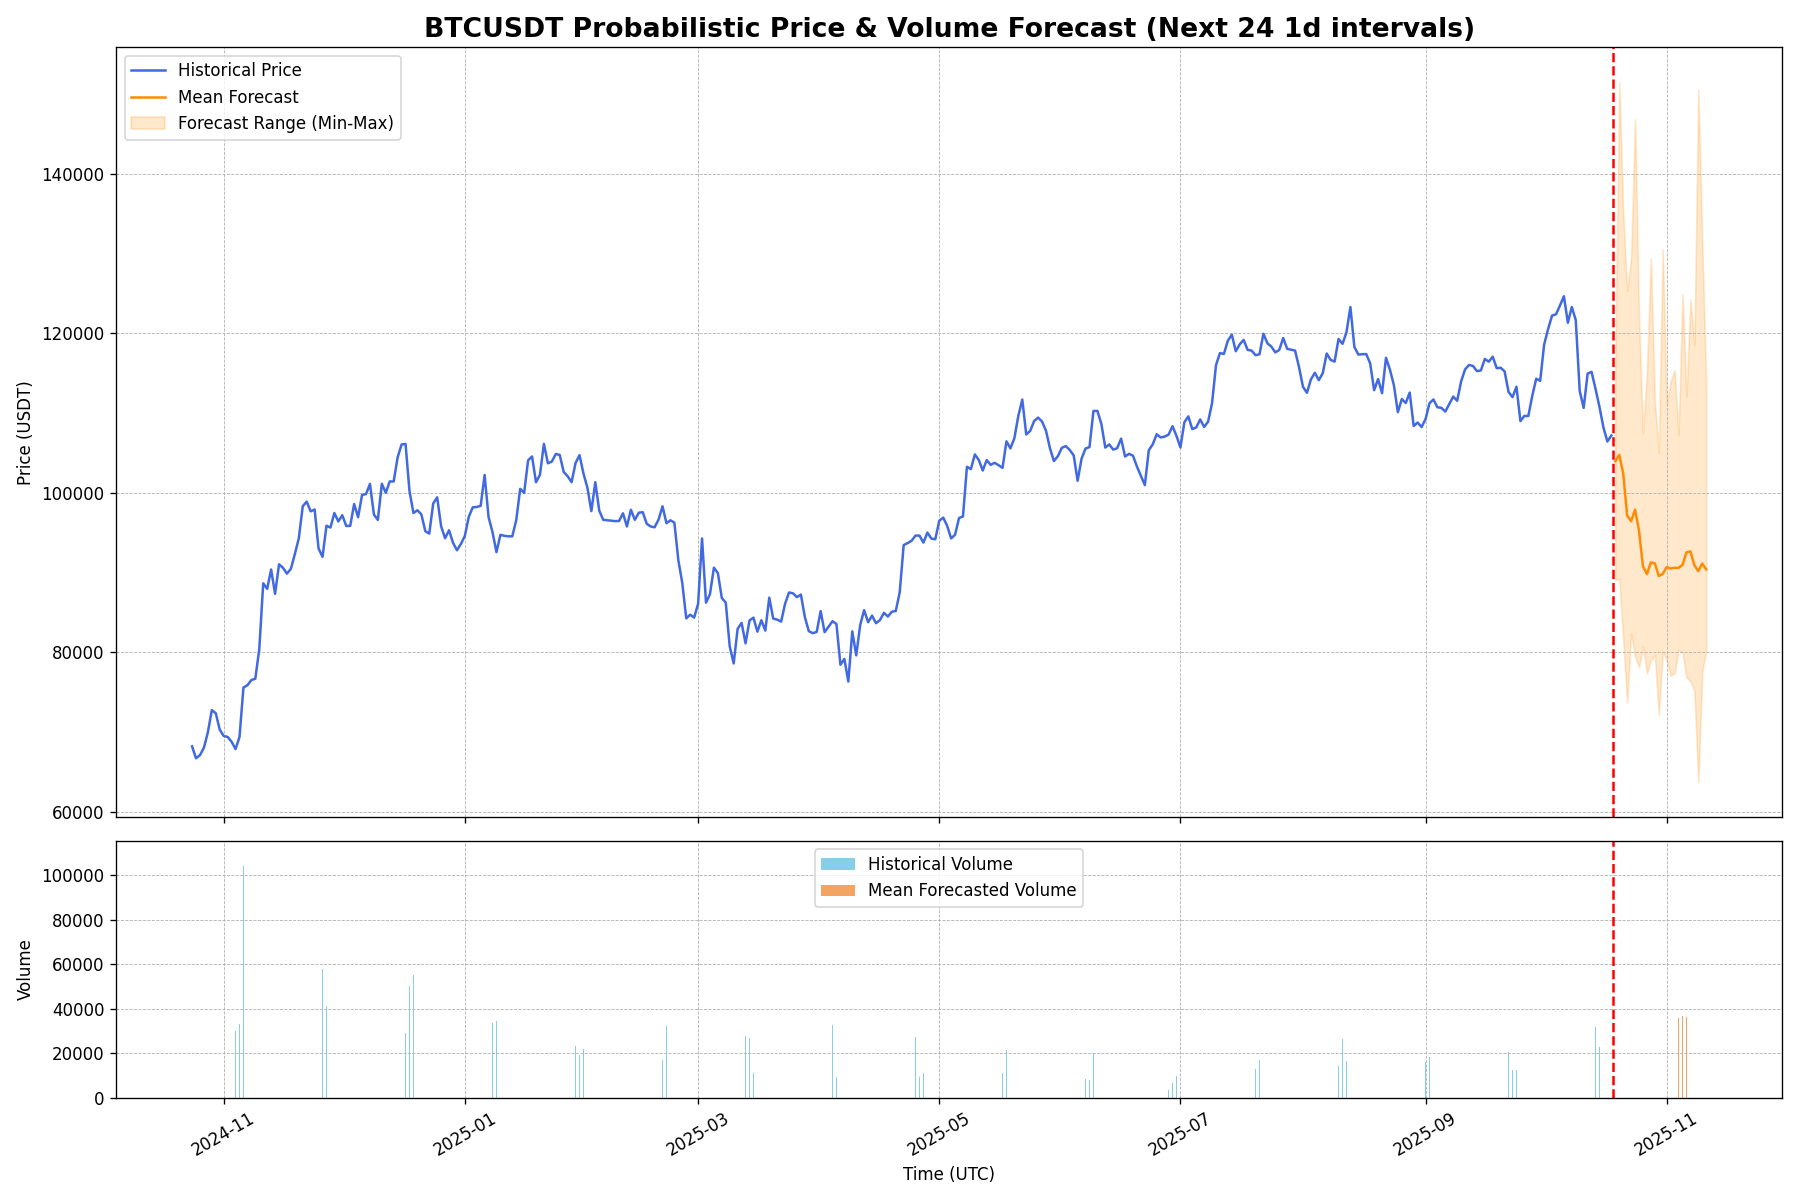 BTCUSDT Probabilistic Price & Volume Forecast (Next 24 1d intervals)
Historical Price
Mean Forecast
Forecast Range (Min-Max)
Price (USDT)
140000
120000
100000
80000
60000
Historical Volume
Mean Forecasted Volume
Volume
100000
80000
60000
40000
20000
0
2024-11
2025-01
2025-03
2025-05
2025-07
2025-09
2025-11
Time (UTC)